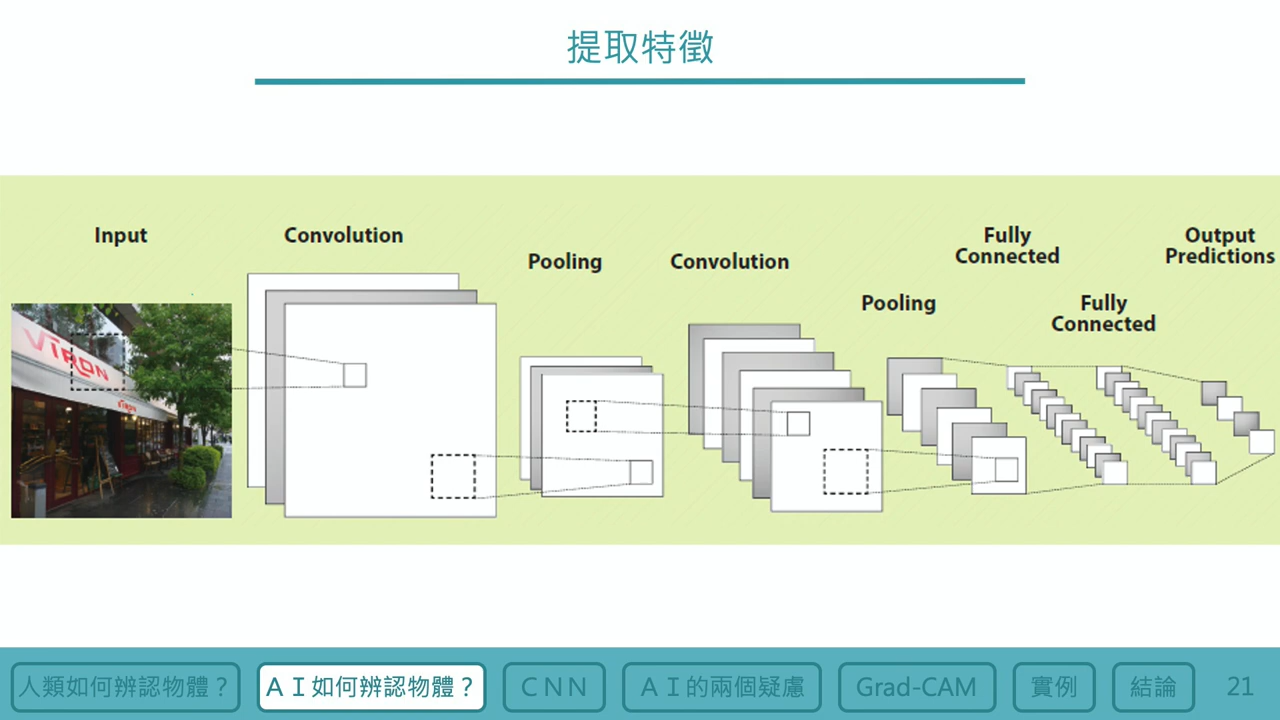 提取特徵
Input
Convolution
Pooling
Convolution
Pooling
Fully
Connected
Fully
Connected
Output
Predictions
VIRON
VIRON
人類如何辨認物體？
ＡＩ如何辨認物體？
ＣＮＮ
ＡＩ的兩個疑慮
Grad-CAM
實例
結論
21